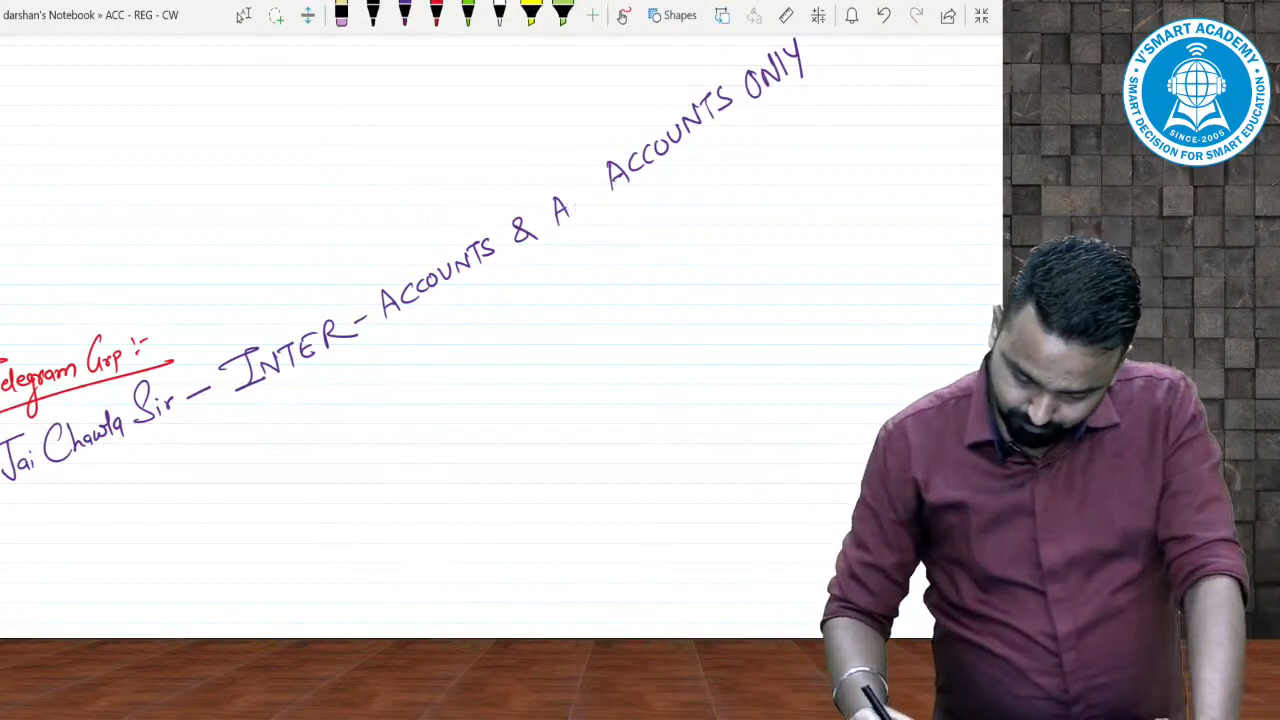 darshan's Notebook » ACC - REG - CW
Shapes
V'SMART ACADEMY
SMART DECISION FOR SMART EDUCATION
SINCE-2005
elegram Grp :-
Jai Chawla Sir - INTER - ACCOUNTS & A ACCOUNTS ONLY